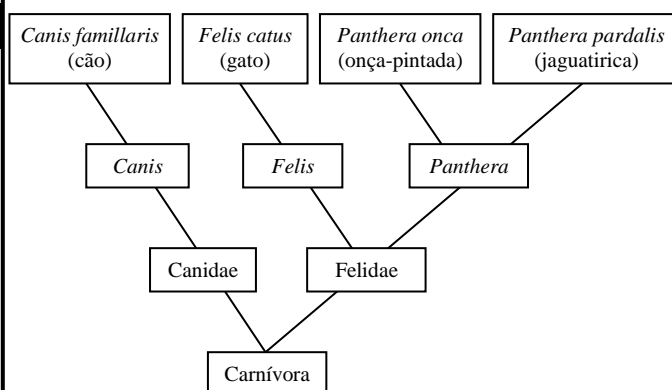 Canis famillaris
(cão)
Felis catus
(gato)
Panthera onca
(onça-pintada)
Panthera pardalis
(jaguatirica)
Canis
Felis
Panthera
Canidae
Felidae
Carnívora